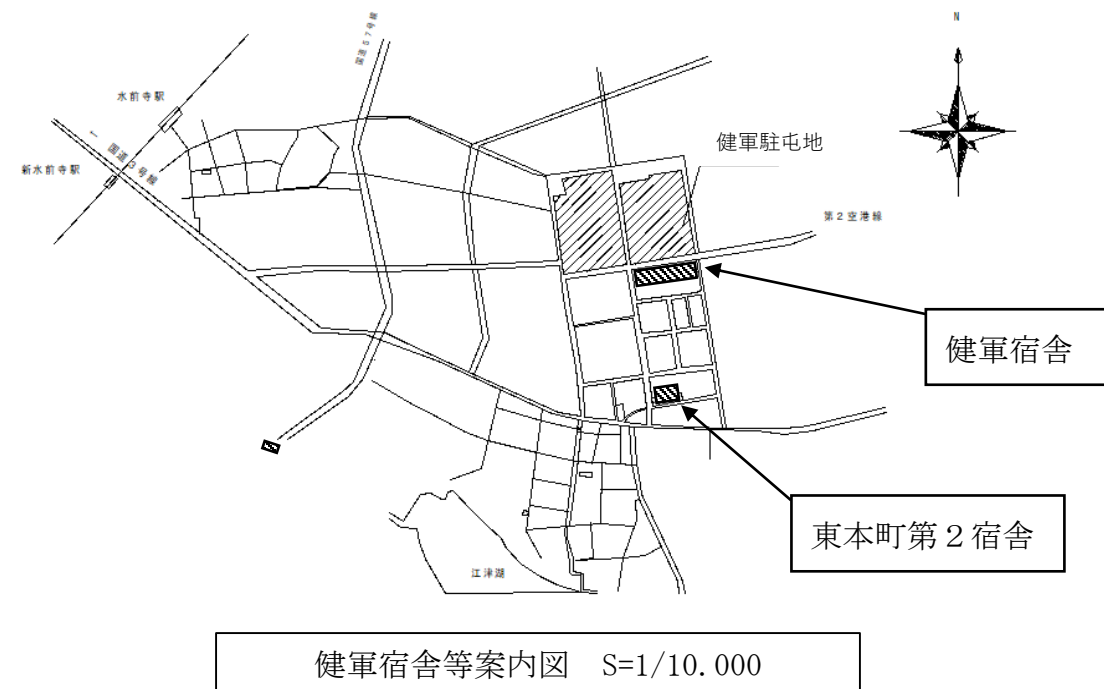 N
国道57号線
水前寺駅
健軍駐屯地
国道3号線
新水前寺駅
第2空港線
健軍宿舎
東本町第2宿舎
江津湖
健軍宿舎等案内図 S=1/10.000